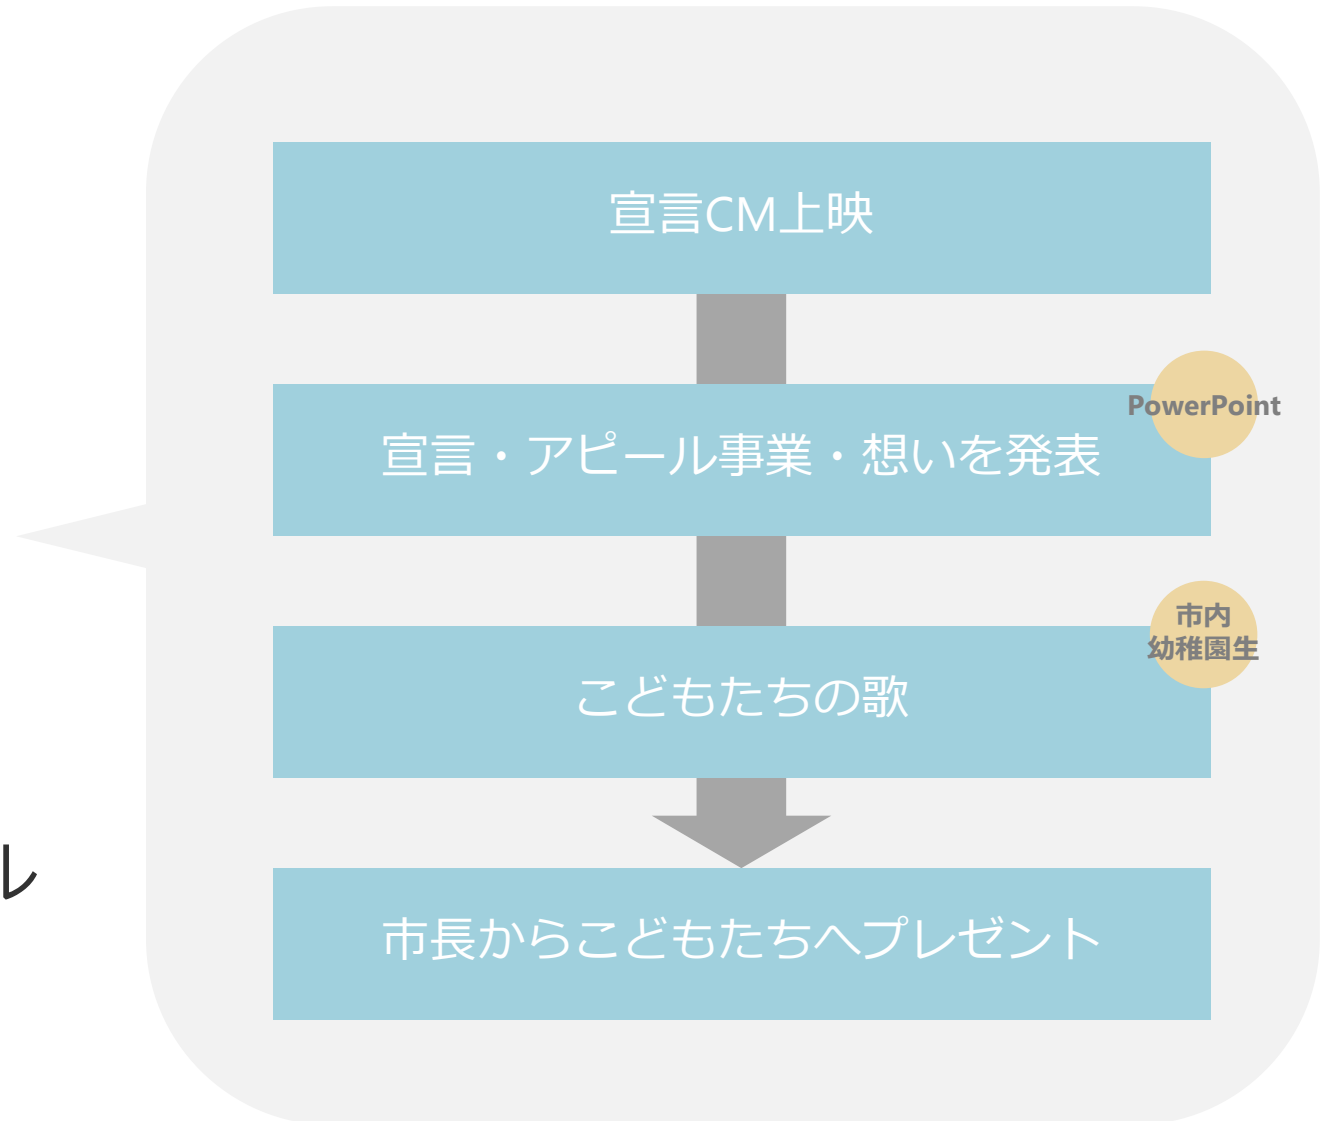 宣言CM上映
PowerPoint
宣言・アピール事業・想いを発表
市内
幼稚園生
こどもたちの歌
ル
市長からこどもたちへプレゼント